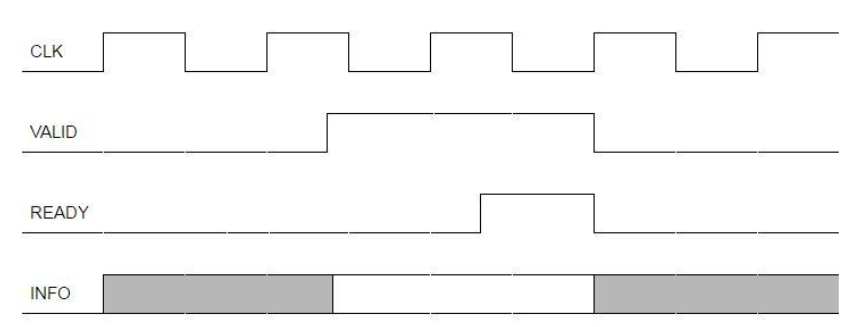 CLK
VALID
READY
INFO